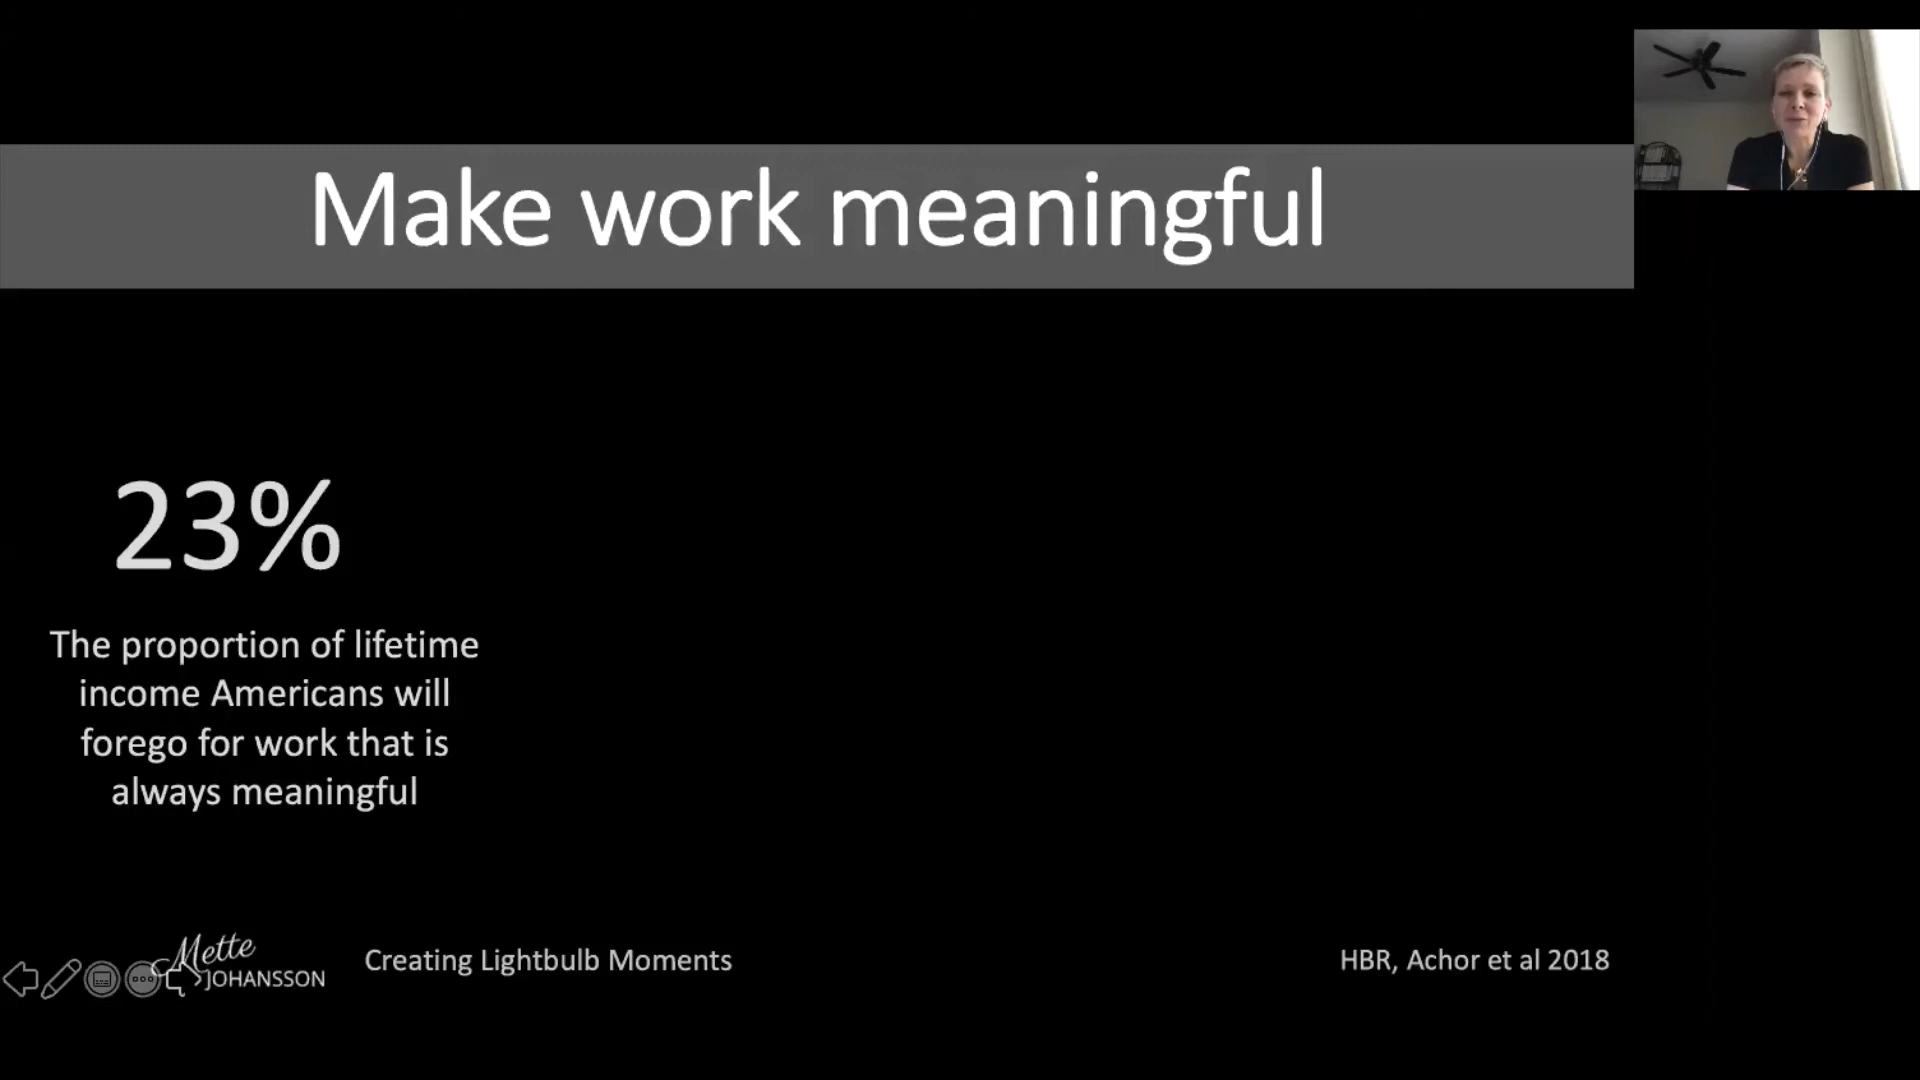 Make work meaningful
23%
The proportion of lifetime
income Americans will
forego for work that is
always meaningful
Mette
JOHANSSON
Creating Lightbulb Moments
HBR, Achor et al 2018